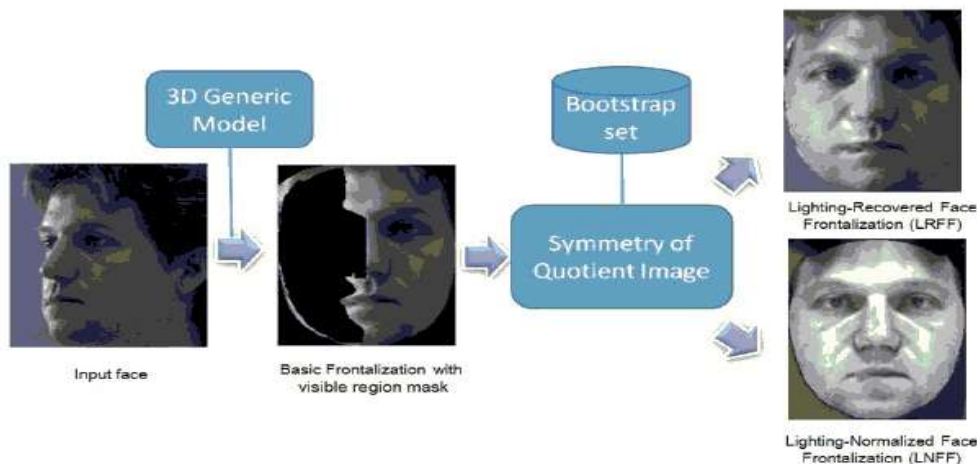 3D Generic
Model
Bootstrap
set
Input face
Basic Frontalization with
visible region mask
Symmetry of
Quotient Image
Lighting-Recovered Face
Frontalization (LRFF)
Lighting-Normalized Face
Frontalization (LNFF)